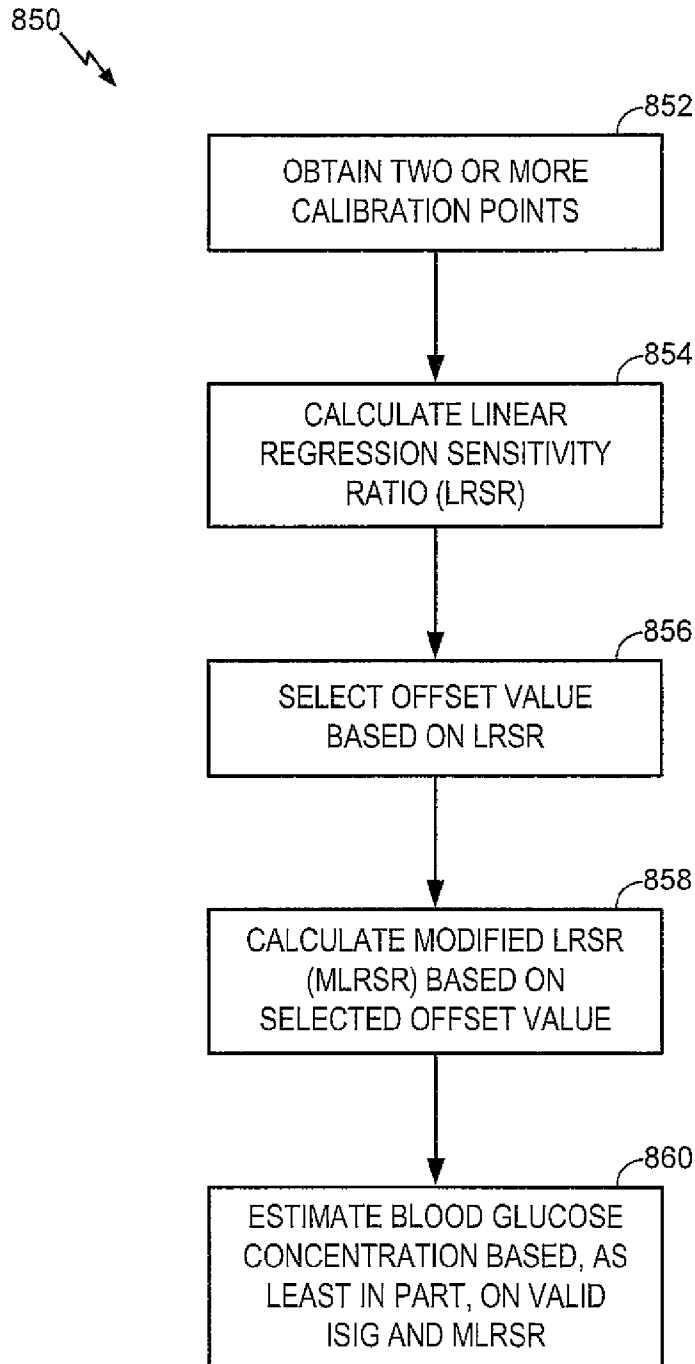 850
852
OBTAIN TWO OR MORE
CALIBRATION POINTS
854
CALCULATE LINEAR
REGRESSION SENSITIVITY
RATIO (LRSR)
856
SELECT OFFSET VALUE
BASED ON LRSR
858
CALCULATE MODIFIED LRSR
(MLRSR) BASED ON
SELECTED OFFSET VALUE
860
ESTIMATE BLOOD GLUCOSE
CONCENTRATION BASED, AS
LEAST IN PART, ON VALID
ISIG AND MLRSR